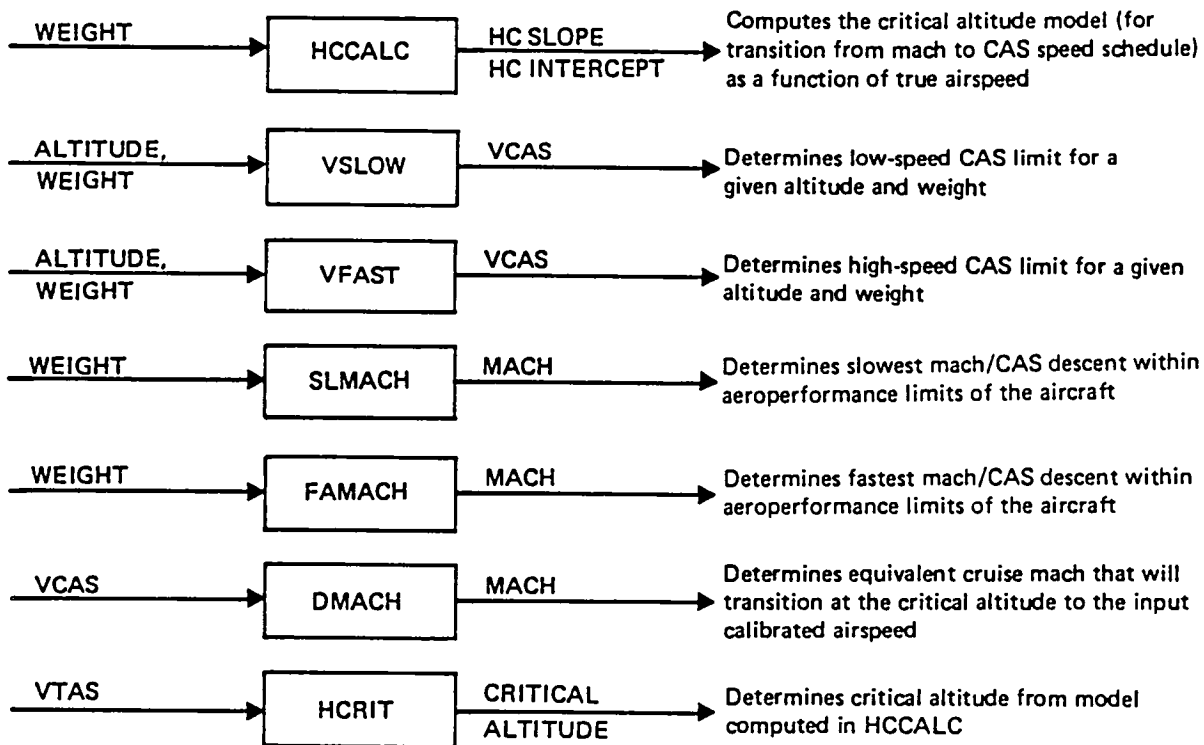 WEIGHT
HCCALC
HC SLOPE
HC INTERCEPT
Computes the critical altitude model (for
transition from mach to CAS speed schedule)
as a function of true airspeed
ALTITUDE,
WEIGHT
VSLOW
VCAS
Determines low-speed CAS limit for a
given altitude and weight
ALTITUDE,
WEIGHT
VFAST
VCAS
Determines high-speed CAS limit for a given
altitude and weight
WEIGHT
SLMACH
MACH
Determines slowest mach/CAS descent within
aeroperformance limits of the aircraft
WEIGHT
FAMACH
MACH
Determines fastest mach/CAS descent within
aeroperformance limits of the aircraft
VCAS
DMACH
MACH
Determines equivalent cruise mach that will
transition at the critical altitude to the input
calibrated airspeed
VTAS
HCRIT
CRITICAL
ALTITUDE
Determines critical altitude from model
computed in HCCALC